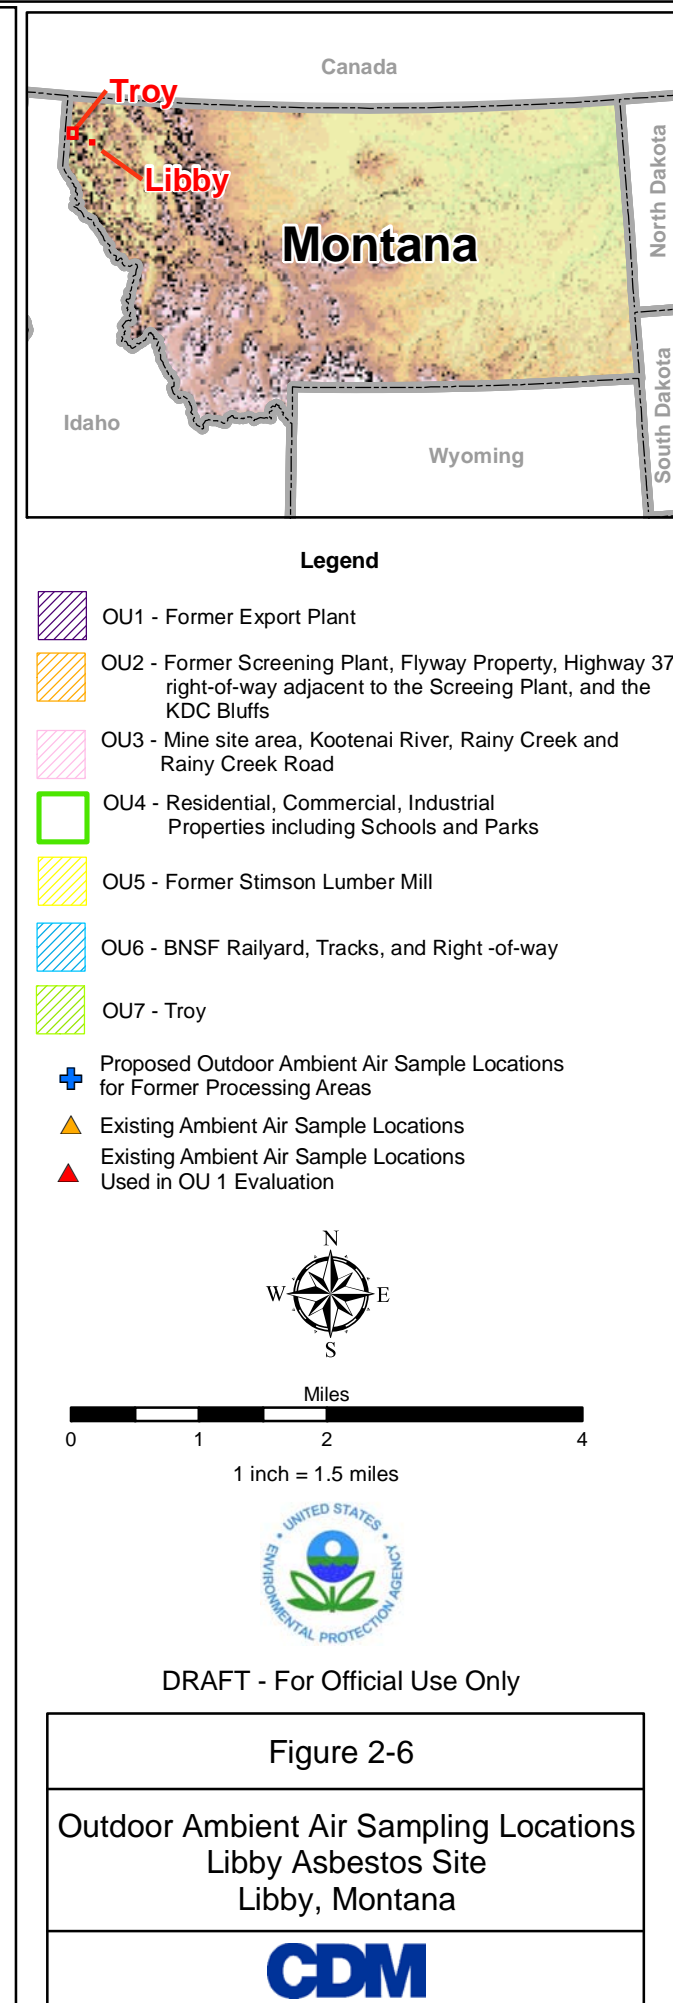 Canada
Troy
Libby
Montana
North Dakota
South Dakota
Idaho
Wyoming
Legend
OU1 - Former Export Plant
OU2 - Former Screening Plant, Flyway Property, Highway 37
right-of-way adjacent to the Screeing Plant, and the
KDC Bluffs
OU3 - Mine site area, Kootenai River, Rainy Creek and
Rainy Creek Road
OU4 - Residential, Commercial, Industrial
Properties including Schools and Parks
OU5 - Former Stimson Lumber Mill
OU6 - BNSF Railyard, Tracks, and Right -of-way
OU7 - Troy
Proposed Outdoor Ambient Air Sample Locations
for Former Processing Areas
Existing Ambient Air Sample Locations
Existing Ambient Air Sample Locations
Used in OU 1 Evaluation
N
W E
S
Miles
0 1 2 4
1 inch = 1.5 miles
UNITED STATES
ENVIRONMENTAL PROTECTION AGENCY
DRAFT - For Official Use Only
Figure 2-6
Outdoor Ambient Air Sampling Locations
Libby Asbestos Site
Libby, Montana
CDM